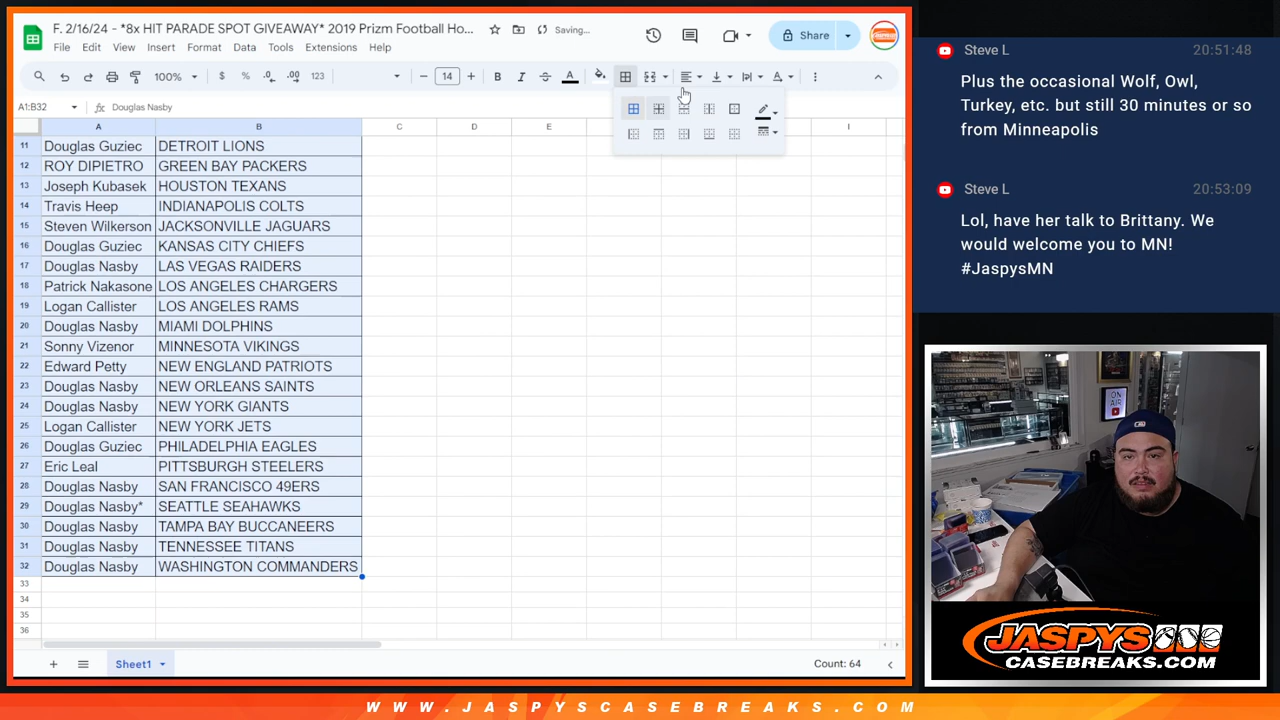 F. 2/16/24 - *8x HIT PARADE SPOT GIVEAWAY* 2019 Prizm Football Ho...
Saving...
Share
File Edit View Insert Format Data Tools Extensions Help
100% $ % .0 .00 123 14 B I A
A1:B32 fx Douglas Nasby
A B C D E I
11 Douglas Guziec DETROIT LIONS
12 ROY DIPIETRO GREEN BAY PACKERS
13 Joseph Kubasek HOUSTON TEXANS
14 Travis Heep INDIANAPOLIS COLTS
15 Steven Wilkerson JACKSONVILLE JAGUARS
16 Douglas Guziec KANSAS CITY CHIEFS
17 Douglas Nasby LAS VEGAS RAIDERS
18 Patrick Nakasone LOS ANGELES CHARGERS
19 Logan Callister LOS ANGELES RAMS
20 Douglas Nasby MIAMI DOLPHINS
21 Sonny Vizenor MINNESOTA VIKINGS
22 Edward Petty NEW ENGLAND PATRIOTS
23 Douglas Nasby NEW ORLEANS SAINTS
24 Douglas Nasby NEW YORK GIANTS
25 Logan Callister NEW YORK JETS
26 Douglas Guziec PHILADELPHIA EAGLES
27 Eric Leal PITTSBURGH STEELERS
28 Douglas Nasby SAN FRANCISCO 49ERS
29 Douglas Nasby* SEATTLE SEAHAWKS
30 Douglas Nasby TAMPA BAY BUCCANEERS
31 Douglas Nasby TENNESSEE TITANS
32 Douglas Nasby WASHINGTON COMMANDERS
33
34
35
36
Sheet1
Count: 64
Steve L 20:51:48
Plus the occasional Wolf, Owl,
Turkey, etc. but still 30 minutes or so
from Minneapolis
Steve L 20:53:09
Lol, have her talk to Brittany. We
would welcome you to MN!
#JaspysMN
ON
AIR
JASPYS
CASEBREAKS.COM
WWW.JASPYSCASEBREAKS.COM